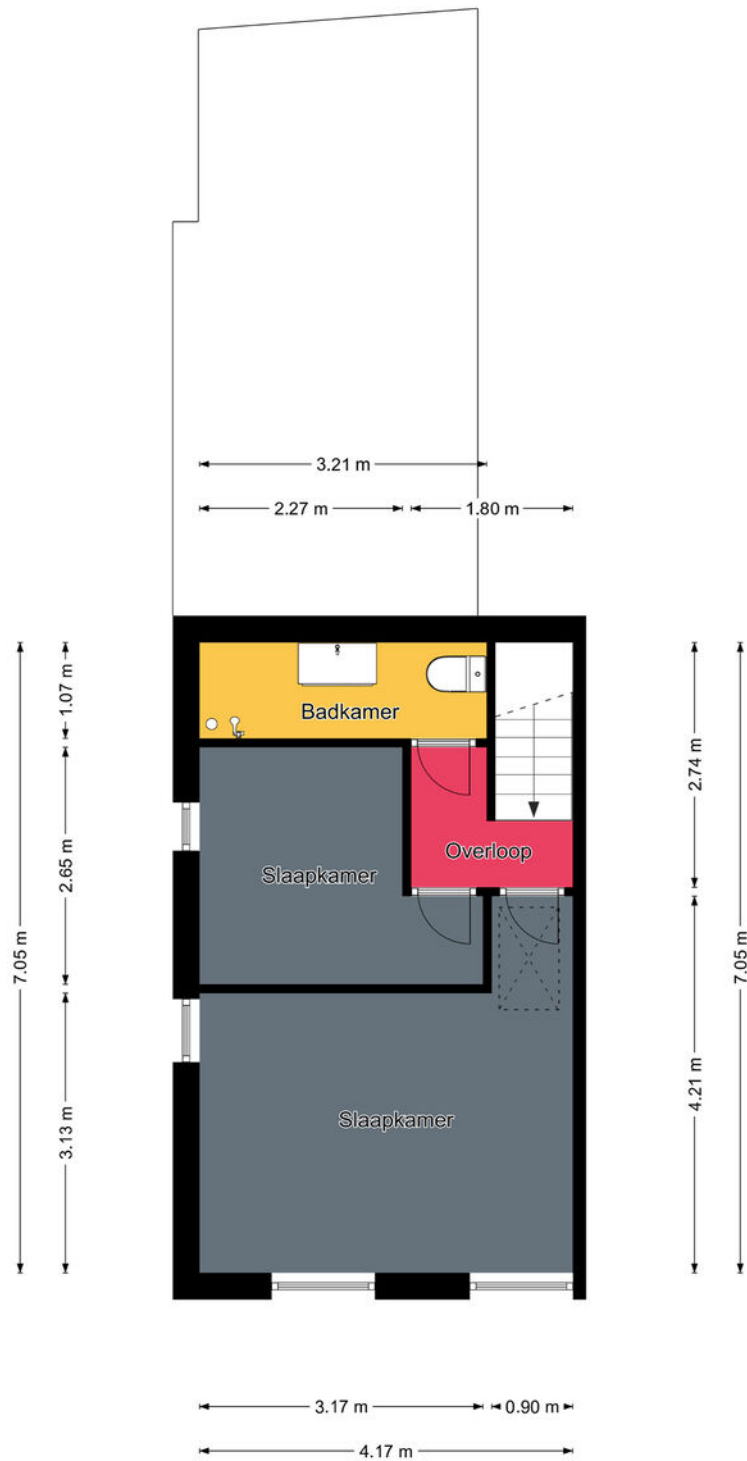 3.21 m
2.27 m
1.80 m
1.07 m
Badkamer
2.74 m
Overloop
2.65 m
Slaapkamer
7.05 m
7.05 m
4.21 m
3.13 m
Slaapkamer
3.17 m
0.90 m
4.17 m